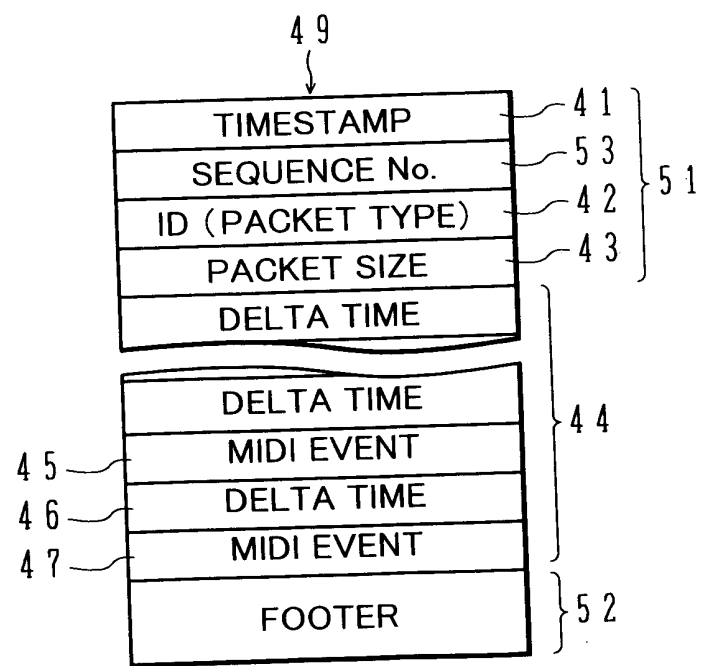 49
TIMESTAMP 41
SEQUENCE No. 53
ID (PACKET TYPE) 42 51
PACKET SIZE 43
DELTA TIME
DELTA TIME
44
45 MIDI EVENT
46 DELTA TIME
47 MIDI EVENT
FOOTER 52